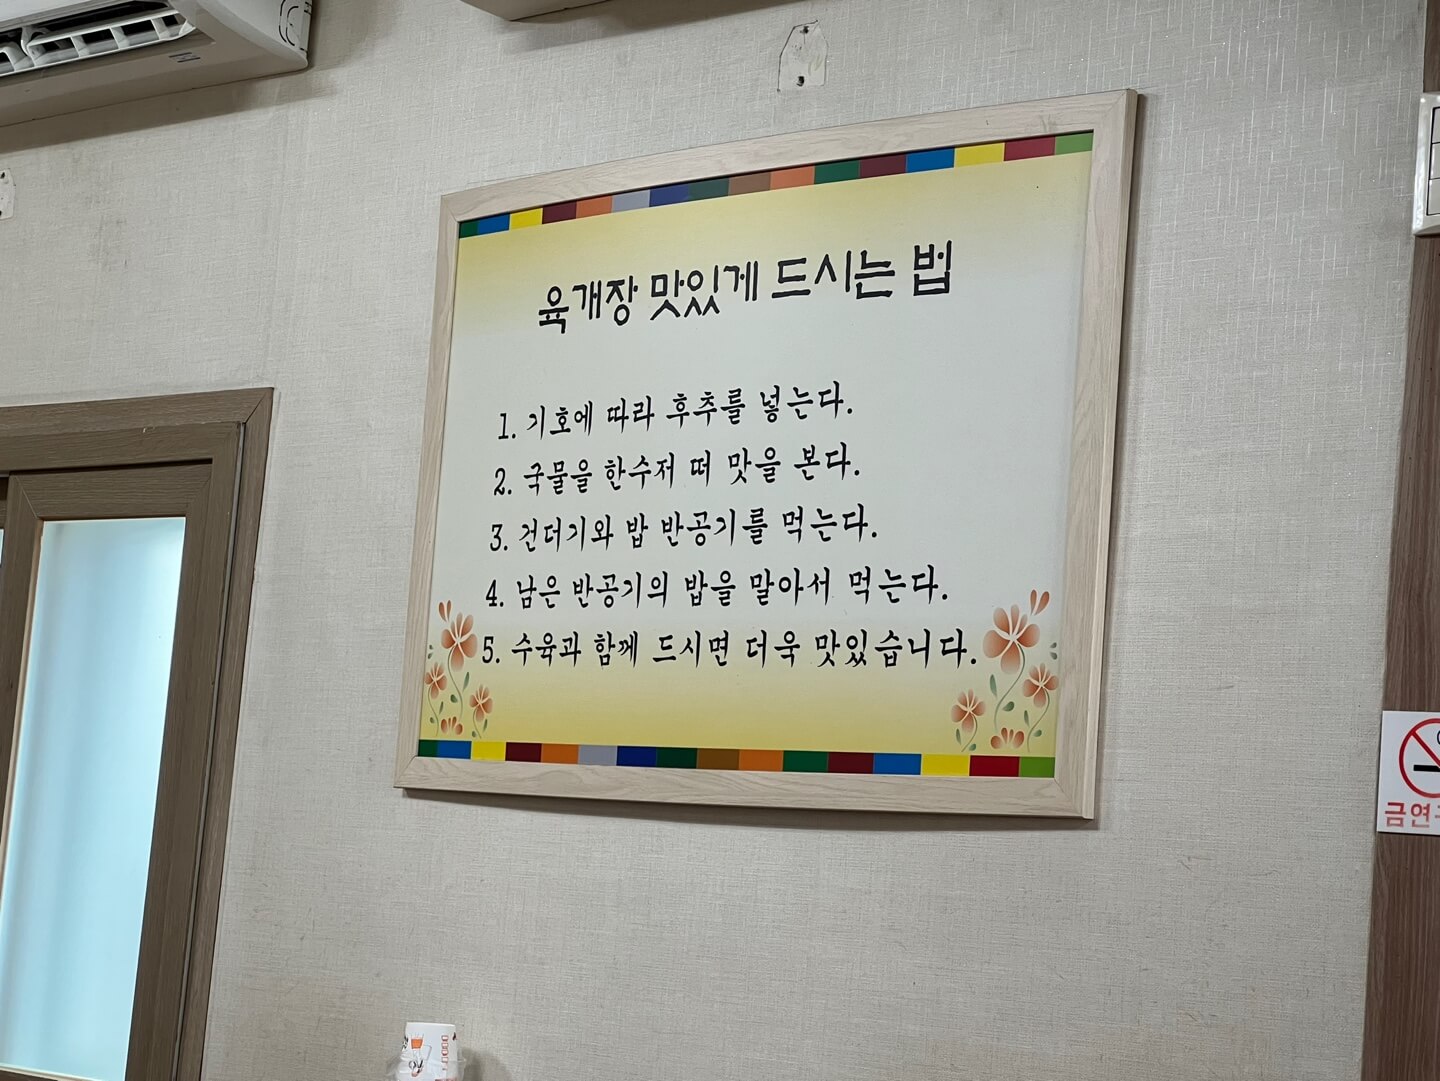 육개장 맛있게 드시는 법
1. 기호에 따라 후추를 넣는다.
2. 국물을 한수저 떠 맛을 본다.
3. 건더기와 밥 반공기를 먹는다.
4. 남은 반공기의 밥을 말아서 먹는다.
5. 수육과 함께 드시면 더욱 맛있습니다.
금연